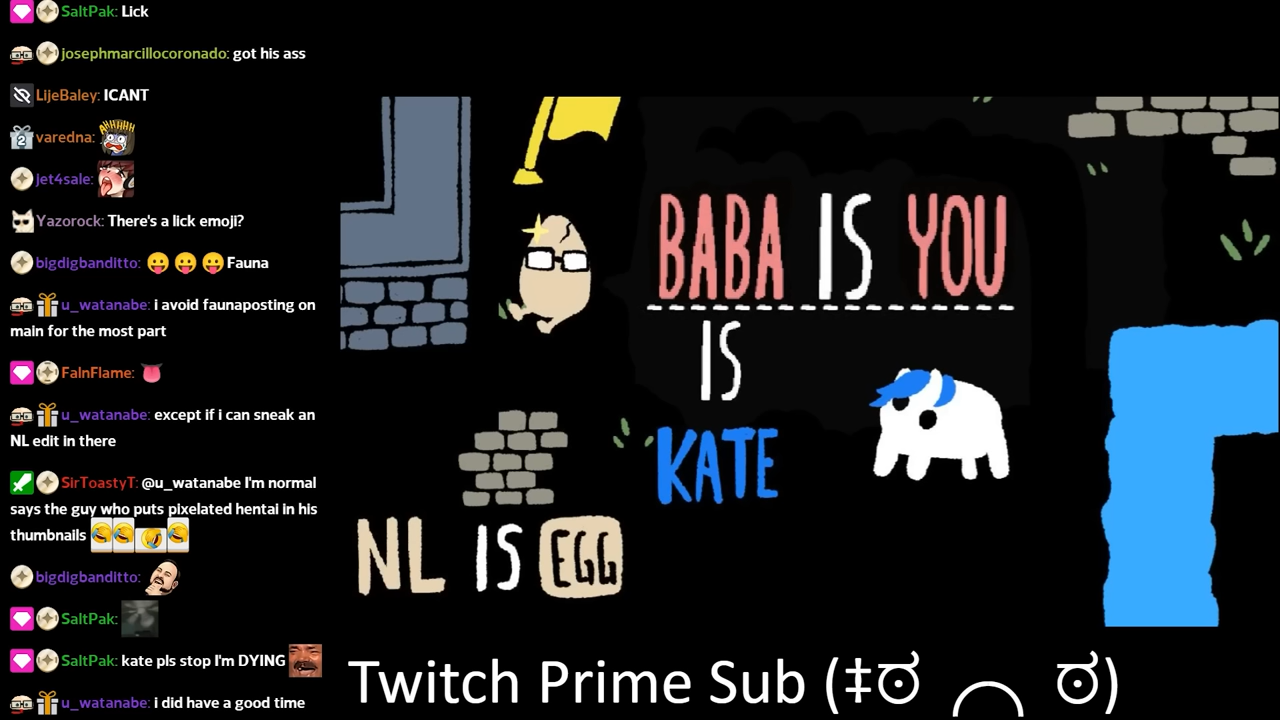 SaltPak: Lick
josephmarcillocoronado: got his ass
LijeBaley: ICANT
2 varedna: AHHHH
jet4sale:
Yazorock: There's a lick emoji?
bigdigbanditto: 😛 😛 😛 Fauna
u_watanabe: i avoid faunaposting on
main for the most part
FalnFlame: 👅
u_watanabe: except if i can sneak an
NL edit in there
SirToastyT: @u_watanabe I'm normal
says the guy who puts pixelated hentai in his
thumbnails
bigdigbanditto:
SaltPak:
SaltPak: kate pls stop I'm DYING
u_watanabe: i did have a good time
BABA IS YOU
IS
KATE
NL IS EGG
Twitch Prime Sub (‡ಠ ⁔ ಠ)